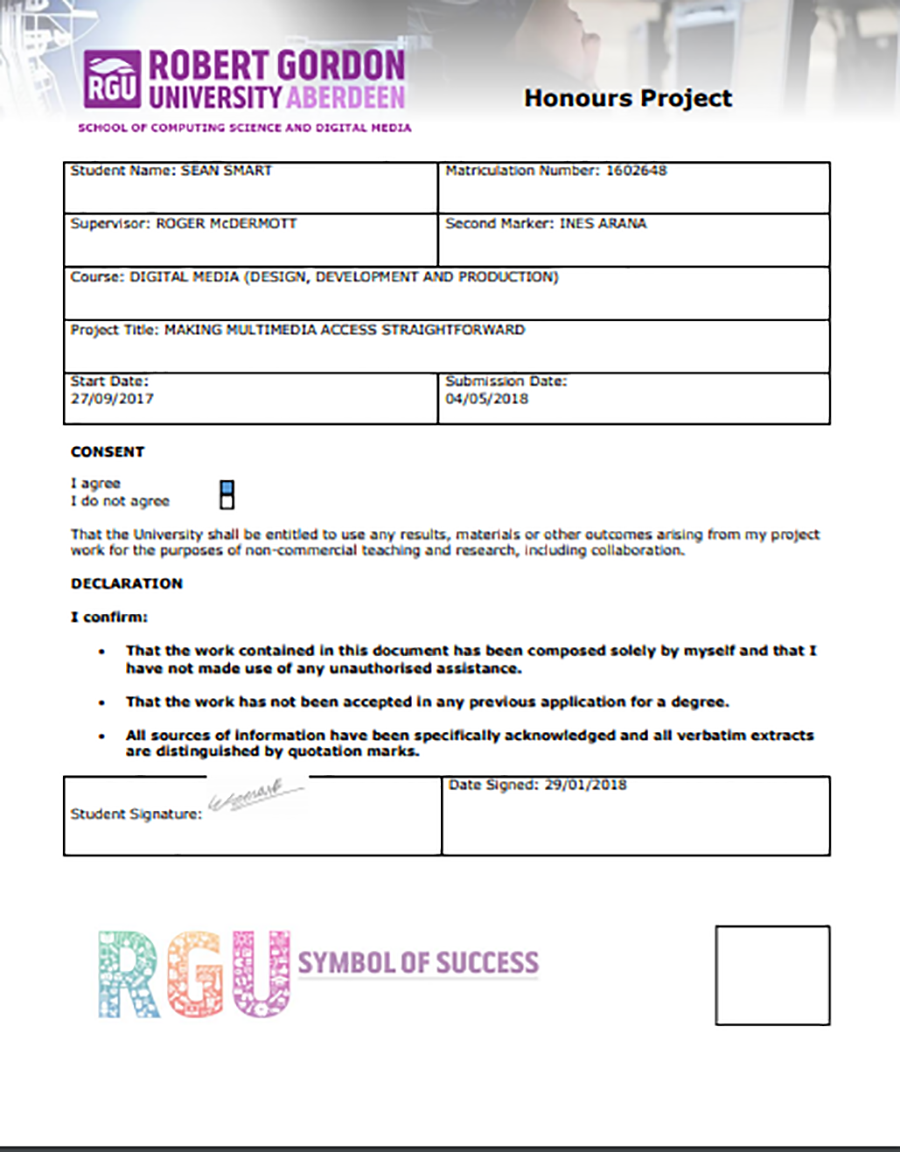 RGU ROBERT GORDON
UNIVERSITY ABERDEEN
SCHOOL OF COMPUTING SCIENCE AND DIGITAL MEDIA
Honours Project
Student Name: SEAN SMART
Matriculation Number: 1602648
Supervisor: ROGER McDERMOTT
Second Marker: INES ARANA
Course: DIGITAL MEDIA (DESIGN, DEVELOPMENT AND PRODUCTION)
Project Title: MAKING MULTIMEDIA ACCESS STRAIGHTFORWARD
Start Date:
27/09/2017
Submission Date:
04/05/2018
CONSENT
I agree
I do not agree
That the University shall be entitled to use any results, materials or other outcomes arising from my project
work for the purposes of non-commercial teaching and research, including collaboration.
DECLARATION
I confirm:
• That the work contained in this document has been composed solely by myself and that I
have not made use of any unauthorised assistance.
• That the work has not been accepted in any previous application for a degree.
• All sources of information have been specifically acknowledged and all verbatim extracts
are distinguished by quotation marks.
Student Signature:
Date Signed: 29/01/2018
RGU SYMBOL OF SUCCESS